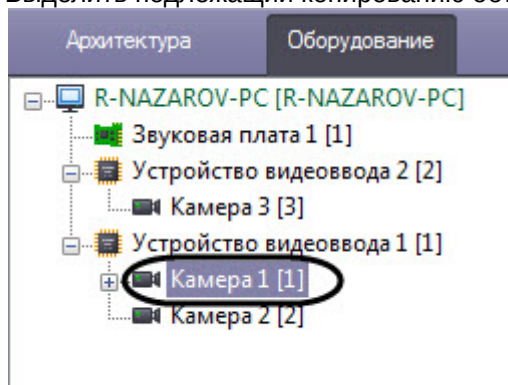 Выделить подлежащий копированию
Архитектура Оборудование
R-NAZAROV-PC [R-NAZAROV-PC]
Звуковая плата 1 [1]
Устройство видеоввода 2 [2]
Камера 3 [3]
Устройство видеоввода 1 [1]
Камера 1 [1]
Камера 2 [2]